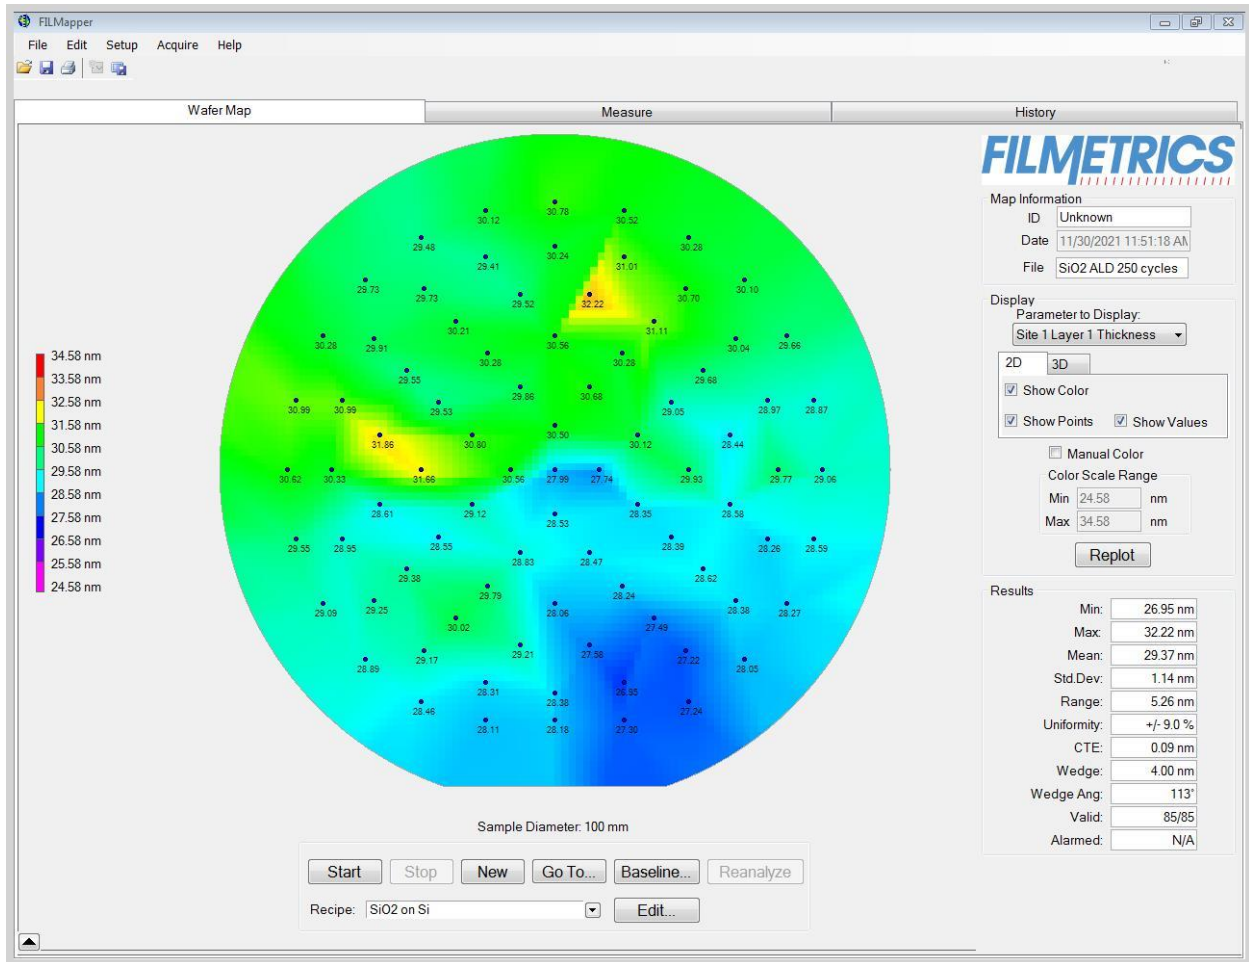 FILMapper
File Edit Setup Acquire Help
Wafer Map Measure History
FILMETRICS
Map Information
ID Unknown
Date 11/30/2021 11:51:18 AM
File SiO2 ALD 250 cycles
Display
Parameter to Display:
Site 1 Layer 1 Thickness
2D 3D
Show Color
Show Points Show Values
Manual Color
Color Scale Range
Min 24.58 nm
Max 34.58 nm
Replot
Results
Min: 26.95 nm
Max: 32.22 nm
Mean: 29.37 nm
Std.Dev: 1.14 nm
Range: 5.26 nm
Uniformity: +/- 9.0 %
CTE: 0.09 nm
Wedge: 4.00 nm
Wedge Ang: 113°
Valid: 85/85
Alarmed: N/A
34.58 nm
33.58 nm
32.58 nm
31.58 nm
30.58 nm
29.58 nm
28.58 nm
27.58 nm
26.58 nm
25.58 nm
24.58 nm
30.12 30.78 30.52
29.48 30.24 30.28
29.41 31.01
29.73 29.73 29.52 32.22 30.70 30.10
30.21 31.11
30.28 29.91 30.56 30.04 29.66
30.28 30.28
29.55 29.68
29.86 30.68
30.99 30.99 29.53 29.05 28.97 28.87
30.50
31.86 30.80 30.12 28.44
30.62 30.33 31.66 30.56 27.99 27.74 29.93 29.77 29.06
28.61 29.12 28.35 28.58
28.53
29.55 28.95 28.55 28.39 28.26 28.59
28.83 28.47
29.38 28.62
29.79 28.24
29.09 29.25 28.06 28.38 28.27
30.02 27.49
29.21 27.58
28.89 29.17 27.22 28.05
28.31 26.95
28.38
28.46 27.24
28.11 28.18 27.30
Sample Diameter: 100 mm
Start Stop New Go To... Baseline... Reanalyze
Recipe: SiO2 on Si Edit...